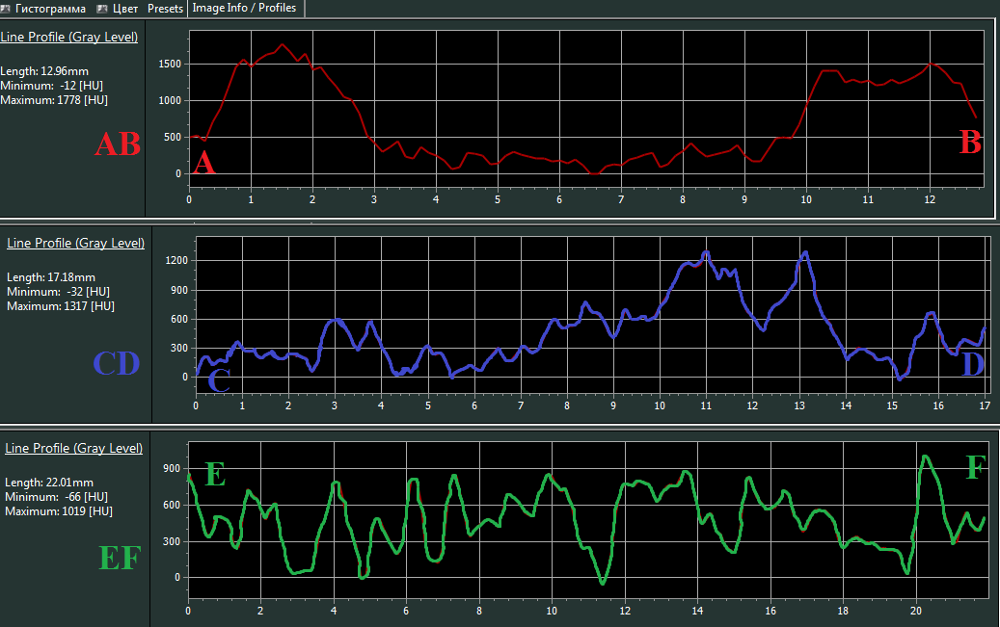 Гистограмма Цвет Presets Image Info / Profiles
Line Profile (Gray Level)
Length: 12.96mm
Minimum: -12 [HU]
Maximum: 1778 [HU]
AB
1500
1000
500
0
A
B
0 1 2 3 4 5 6 7 8 9 10 11 12
Line Profile (Gray Level)
Length: 17.18mm
Minimum: -32 [HU]
Maximum: 1317 [HU]
CD
1200
900
600
300
0
C
D
0 1 2 3 4 5 6 7 8 9 10 11 12 13 14 15 16 17
Line Profile (Gray Level)
Length: 22.01mm
Minimum: -66 [HU]
Maximum: 1019 [HU]
EF
900
600
300
0
E
F
0 2 4 6 8 10 12 14 16 18 20